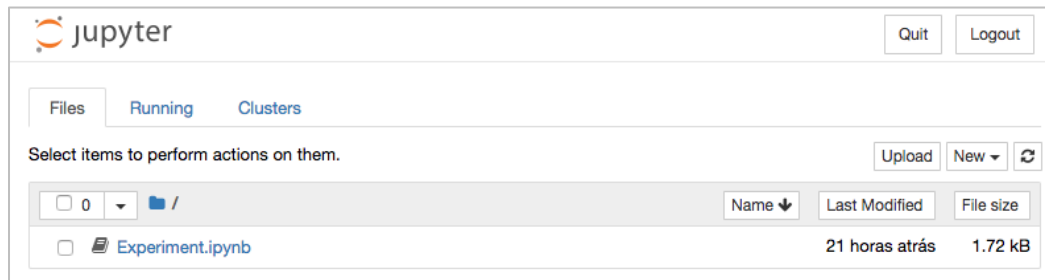 jupyter Quit Logout
Files Running Clusters
Select items to perform actions on them. Upload New
0 / Name Last Modified File size
Experiment.ipynb 21 horas atrás 1.72 kB